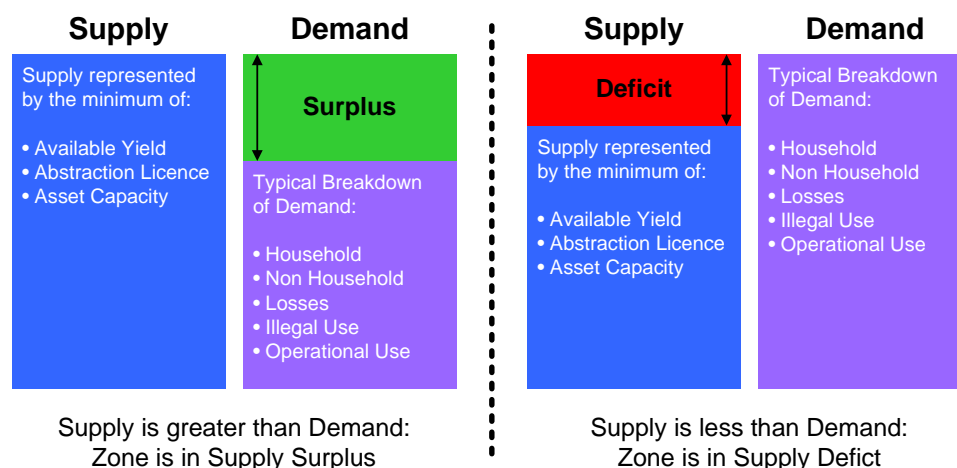 Supply
Demand
Supply represented
by the minimum of:
• Available Yield
• Abstraction Licence
• Asset Capacity
Surplus
Typical Breakdown
of Demand:
• Household
• Non Household
• Losses
• Illegal Use
• Operational Use
Supply is greater than Demand:
Zone is in Supply Surplus
Supply
Demand
Deficit
Supply represented
by the minimum of:
• Available Yield
• Abstraction Licence
• Asset Capacity
Typical Breakdown
of Demand:
• Household
• Non Household
• Losses
• Illegal Use
• Operational Use
Supply is less than Demand:
Zone is in Supply Defict